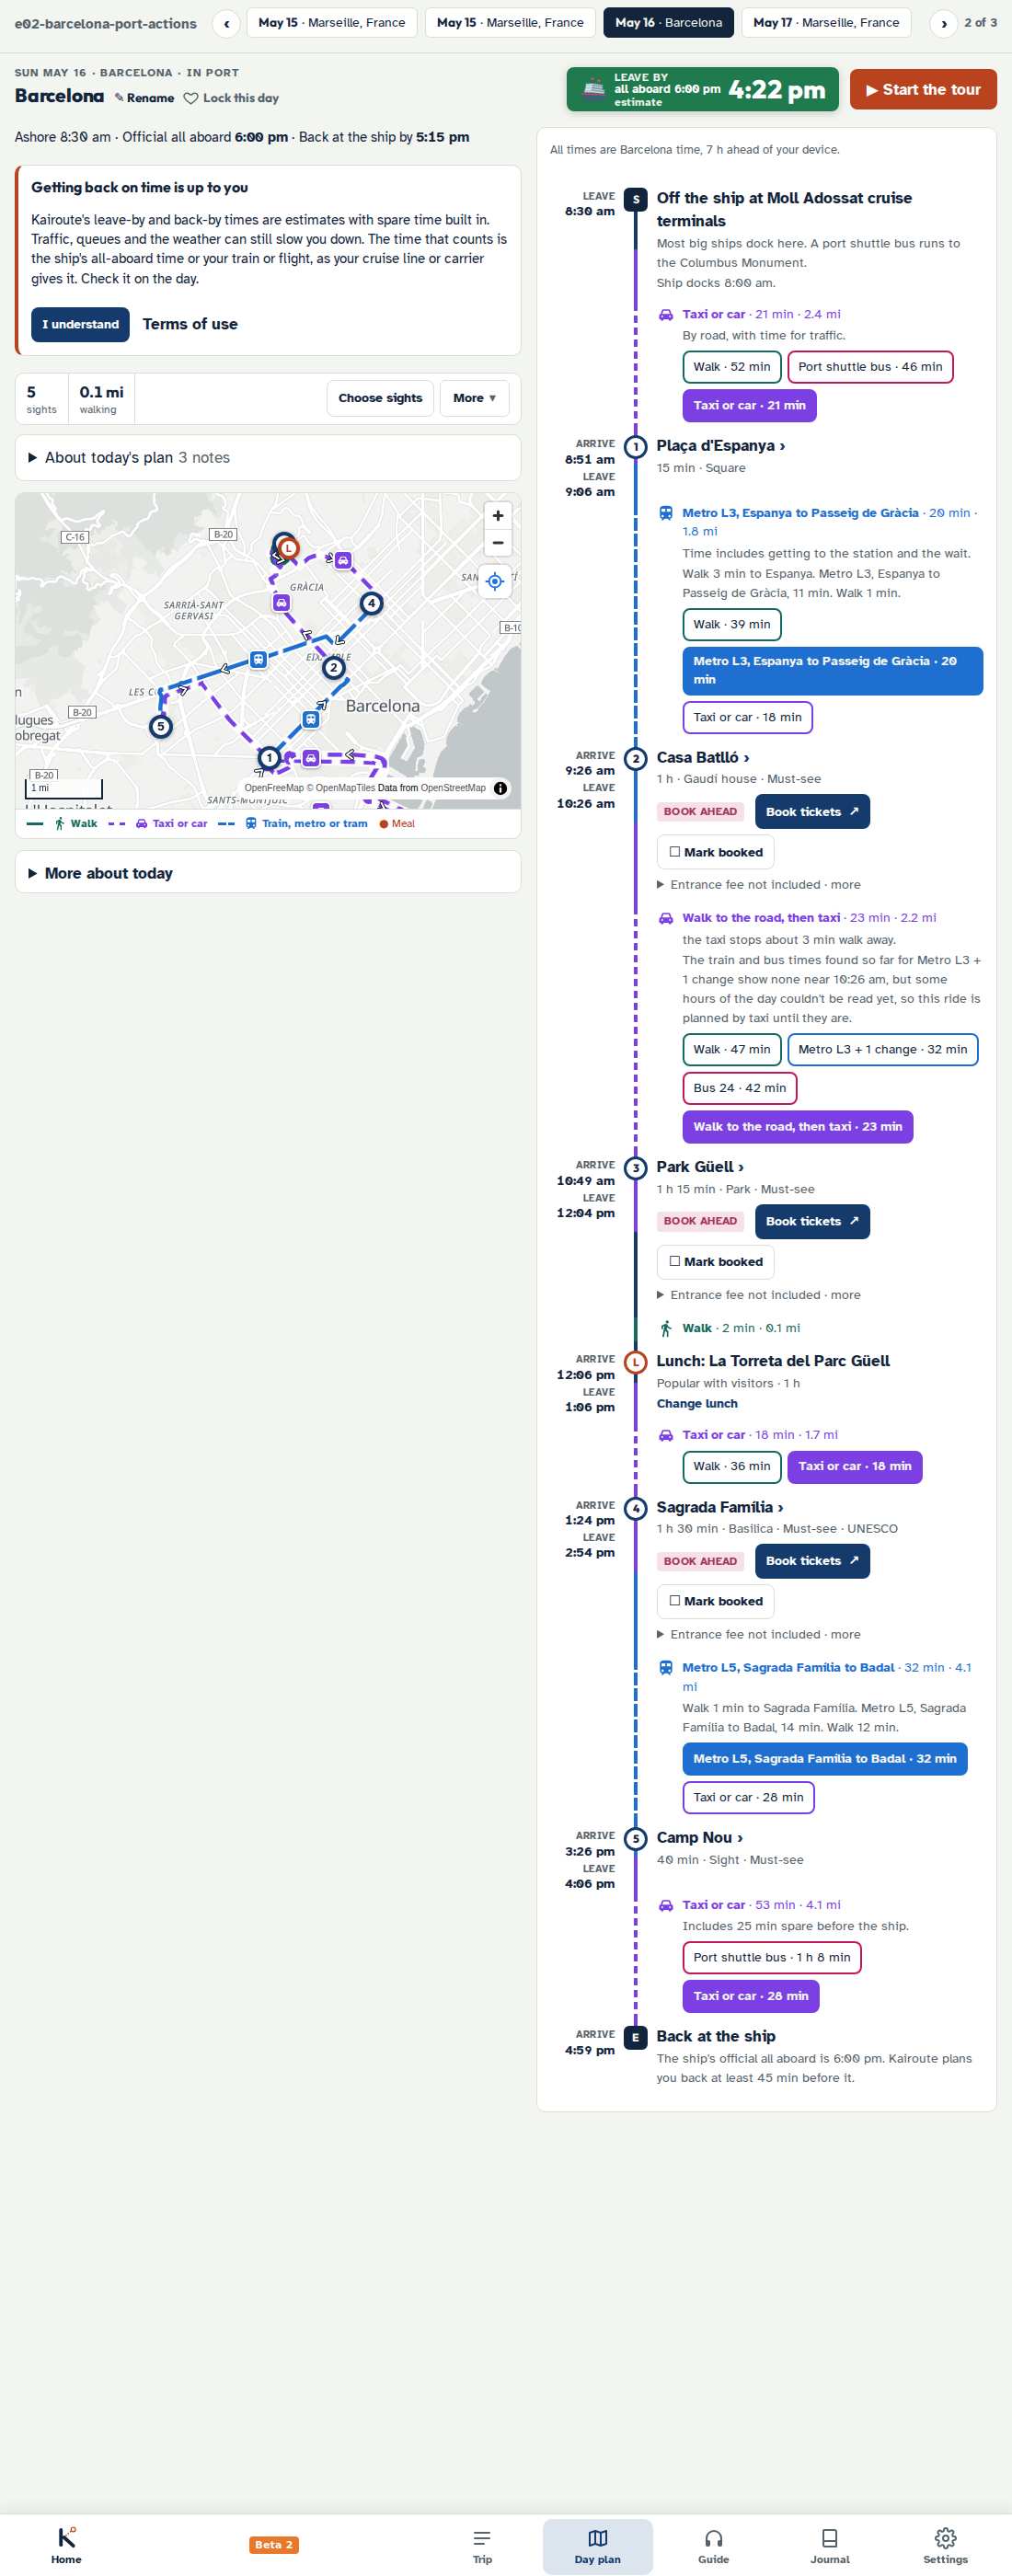 e02-barcelona-port-actions
‹
May 15 · Marseille, France
May 15 · Marseille, France
May 16 · Barcelona
May 17 · Marseille, France
›
2 of 3
SUN MAY 16 · BARCELONA · IN PORT
Barcelona
✎ Rename
Lock this day
LEAVE BY
all aboard 6:00 pm
estimate
4:22 pm
▶ Start the tour
Ashore 8:30 am · Official all aboard 6:00 pm · Back at the ship by 5:15 pm
Getting back on time is up to you
Kairoute's leave-by and back-by times are estimates with spare time built in.
Traffic, queues and the weather can still slow you down. The time that counts is
the ship's all-aboard time or your train or flight, as your cruise line or carrier
gives it. Check it on the day.
I understand
Terms of use
5
sights
0.1 mi
walking
Choose sights
More ▼
▶ About today's plan 3 notes
C-16
B-20
GRÀCIA
SARRIÀ-SANT
GERVASI
B-20
Barcelona
B-20
1 mi
+
−
L
4
2
5
1
OpenFreeMap © OpenMapTiles Data from OpenStreetMap
Walk
Taxi or car
Train, metro or tram
Meal
▶ More about today
All times are Barcelona time, 7 h ahead of your device.
LEAVE
8:30 am
S
Off the ship at Moll Adossat cruise
terminals
Most big ships dock here. A port shuttle bus runs to
the Columbus Monument.
Ship docks 8:00 am.
Taxi or car · 21 min · 2.4 mi
By road, with time for traffic.
Walk · 52 min
Port shuttle bus · 46 min
Taxi or car · 21 min
ARRIVE
8:51 am
LEAVE
9:06 am
1
Plaça d'Espanya ›
15 min · Square
Metro L3, Espanya to Passeig de Gràcia · 20 min ·
1.8 mi
Time includes getting to the station and the wait.
Walk 3 min to Espanya. Metro L3, Espanya to
Passeig de Gràcia, 11 min. Walk 1 min.
Walk · 39 min
Metro L3, Espanya to Passeig de Gràcia · 20
min
Taxi or car · 18 min
ARRIVE
9:26 am
LEAVE
10:26 am
2
Casa Batlló ›
1 h · Gaudí house · Must-see
BOOK AHEAD
Book tickets ↗
☐ Mark booked
▶ Entrance fee not included · more
Walk to the road, then taxi · 23 min · 2.2 mi
the taxi stops about 3 min walk away.
The train and bus times found so far for Metro L3 +
1 change show none near 10:26 am, but some
hours of the day couldn't be read yet, so this ride is
planned by taxi until they are.
Walk · 47 min
Metro L3 + 1 change · 32 min
Bus 24 · 42 min
Walk to the road, then taxi · 23 min
ARRIVE
10:49 am
LEAVE
12:04 pm
3
Park Güell ›
1 h 15 min · Park · Must-see
BOOK AHEAD
Book tickets ↗
☐ Mark booked
▶ Entrance fee not included · more
Walk · 2 min · 0.1 mi
ARRIVE
12:06 pm
LEAVE
1:06 pm
L
Lunch: La Torreta del Parc Güell
Popular with visitors · 1 h
Change lunch
Taxi or car · 18 min · 1.7 mi
Walk · 36 min
Taxi or car · 18 min
ARRIVE
1:24 pm
LEAVE
2:54 pm
4
Sagrada Família ›
1 h 30 min · Basilica · Must-see · UNESCO
BOOK AHEAD
Book tickets ↗
☐ Mark booked
▶ Entrance fee not included · more
Metro L5, Sagrada Família to Badal · 32 min · 4.1
mi
Walk 1 min to Sagrada Família. Metro L5, Sagrada
Família to Badal, 14 min. Walk 12 min.
Metro L5, Sagrada Família to Badal · 32 min
Taxi or car · 28 min
ARRIVE
3:26 pm
LEAVE
4:06 pm
5
Camp Nou ›
40 min · Sight · Must-see
Taxi or car · 53 min · 4.1 mi
Includes 25 min spare before the ship.
Port shuttle bus · 1 h 8 min
Taxi or car · 28 min
ARRIVE
4:59 pm
E
Back at the ship
The ship's official all aboard is 6:00 pm. Kairoute plans
you back at least 45 min before it.
Home
Beta 2
Trip
Day plan
Guide
Journal
Settings